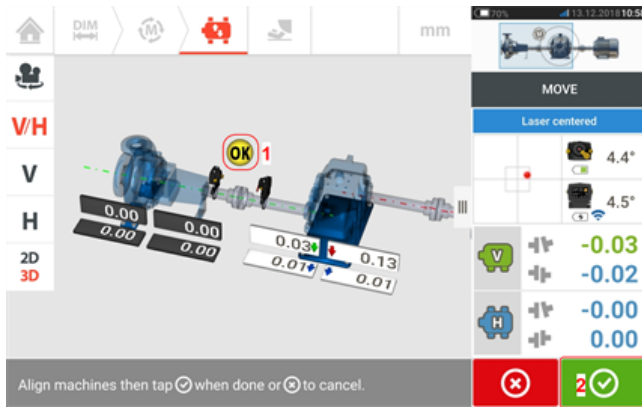 DIM
M
mm
70%
13.12.2018 10:58
MOVE
Laser centered
4.4°
4.5°
V/H
V
H
2D
3D
OK 1
0.00
0.00
0.00
0.00
0.03
0.13
0.01
0.01
V
-0.03
-0.02
H
-0.00
0.00
Align machines then tap when done or to cancel.
2